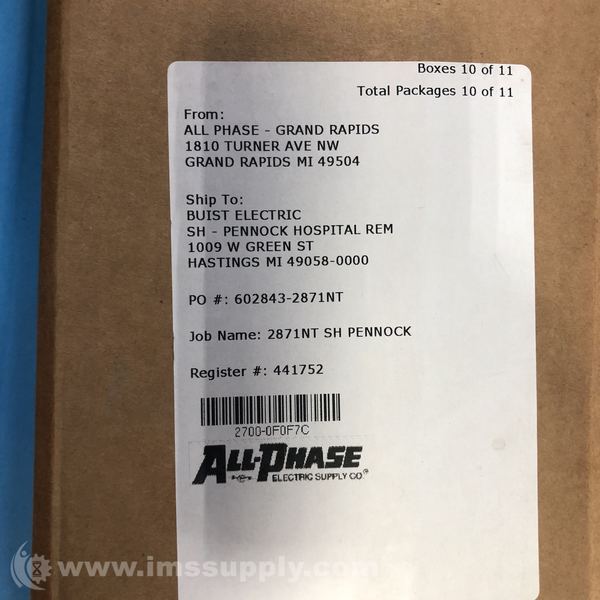 Boxes 10 of 11
Total Packages 10 of 11
From:
ALL PHASE - GRAND RAPIDS
1810 TURNER AVE NW
GRAND RAPIDS MI 49504
Ship To:
BUIST ELECTRIC
SH - PENNOCK HOSPITAL REM
1009 W GREEN ST
HASTINGS MI 49058-0000
PO #: 602843-2871NT
Job Name: 2871NT SH PENNOCK
Register #: 441752
2700-0F0F7C
ALL-PHASE
ELECTRIC SUPPLY CO.®
www.imssupply.com